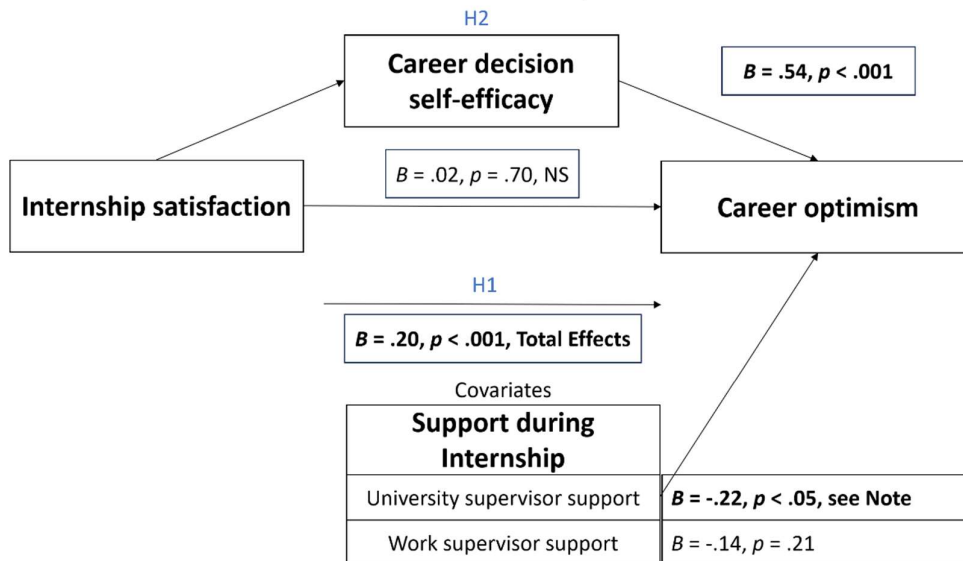 H2
Career decision
self-efficacy
B = .54, p < .001
B = .02, p = .70, NS
Internship satisfaction
Career optimism
H1
B = .20, p < .001, Total Effects
Covariates
Support during
Internship
University supervisor support
B = -.22, p < .05, see Note
Work supervisor support
B = -.14, p = .21